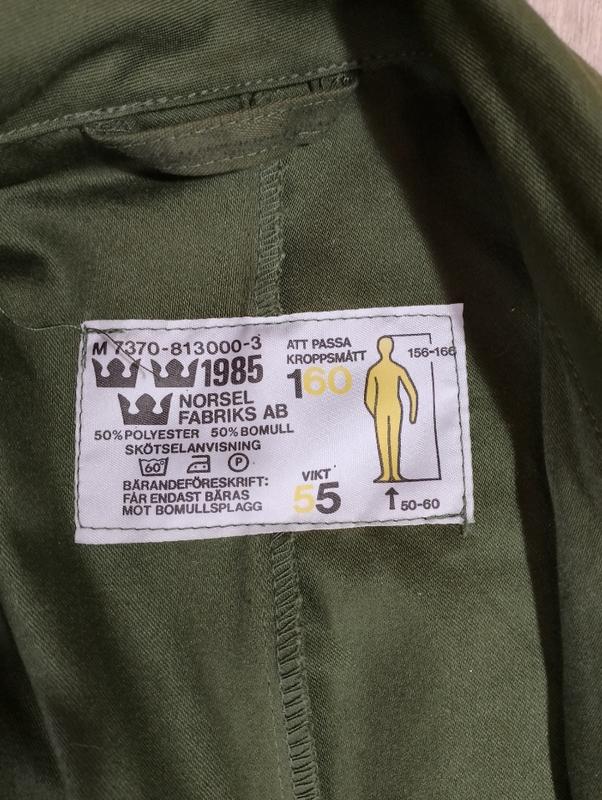 M 7370-813000-3
1985
NORSEL
FABRIKS AB
50% POLYESTER 50% BOMULL
SKÖTSELANVISNING
60° P
BÄRANDEFÖRESKRIFT:
FÅR ENDAST BÄRAS
MOT BOMULLSPLAGG
ATT PASSA
KROPPSMÅTT
160
156-166
VIKT
55
50-60